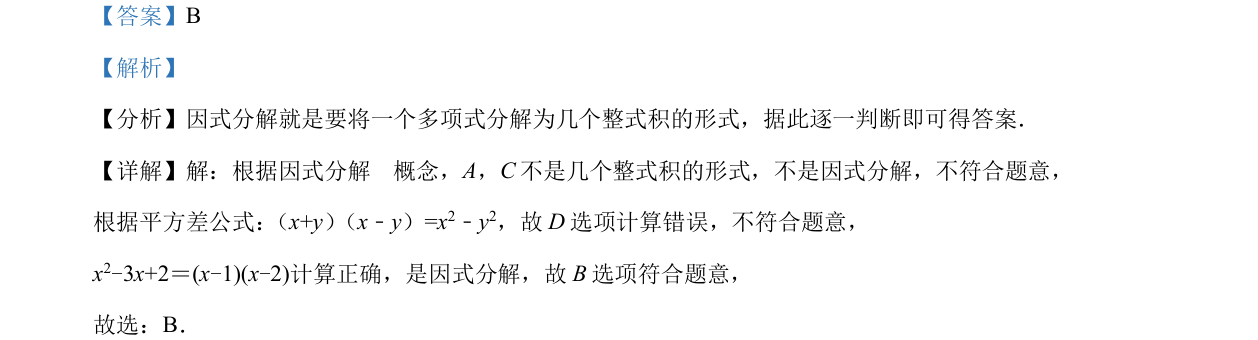 【答案】B
【解析】
【分析】因式分解就是要将一个多项式分解为几个整式积的形式，据此逐一判断即可得答案．
【详解】解：根据因式分解 概念，A，C不是几个整式积的形式，不是因式分解，不符合题意，
根据平方差公式：（x+y）（x﹣y）=x²﹣y²，故D选项计算错误，不符合题意，
x²−3x+2＝(x−1)(x−2)计算正确，是因式分解，故B选项符合题意，
故选：B．